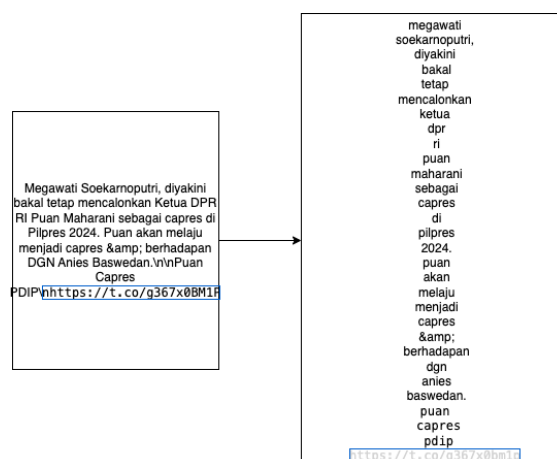 Megawati Soekarnoputri, diyakini
bakal tetap mencalonkan Ketua DPR
RI Puan Maharani sebagai capres di
Pilpres 2024. Puan akan melaju
menjadi capres &amp; berhadapan
DGN Anies Baswedan.\n\nPuan
Capres
PDIP\nhttps://t.co/g367x0BM1P
megawati
soekarnoputri,
diyakini
bakal
tetap
mencalonkan
ketua
dpr
ri
puan
maharani
sebagai
capres
di
pilpres
2024.
puan
akan
melaju
menjadi
capres
&amp;
berhadapan
dgn
anies
baswedan.
puan
capres
pdip
https://t.co/g367x0bm1p